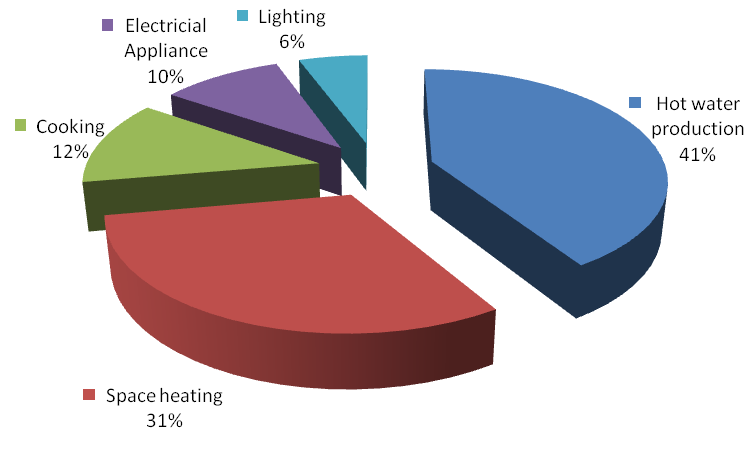 Lighting
6%
Electricial
Appliance
10%
Hot water
production
41%
Cooking
12%
Space heating
31%